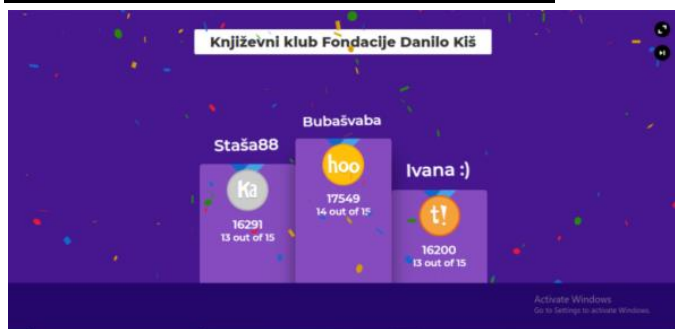 Književni klub Fondacije Danilo Kiš
Bubašvaba
Staša88
Ivana :)
hoo
Ka
t!
17549
14 out of 15
16291
13 out of 15
16200
13 out of 15
Activate Windows
Go to Settings to activate Windows.